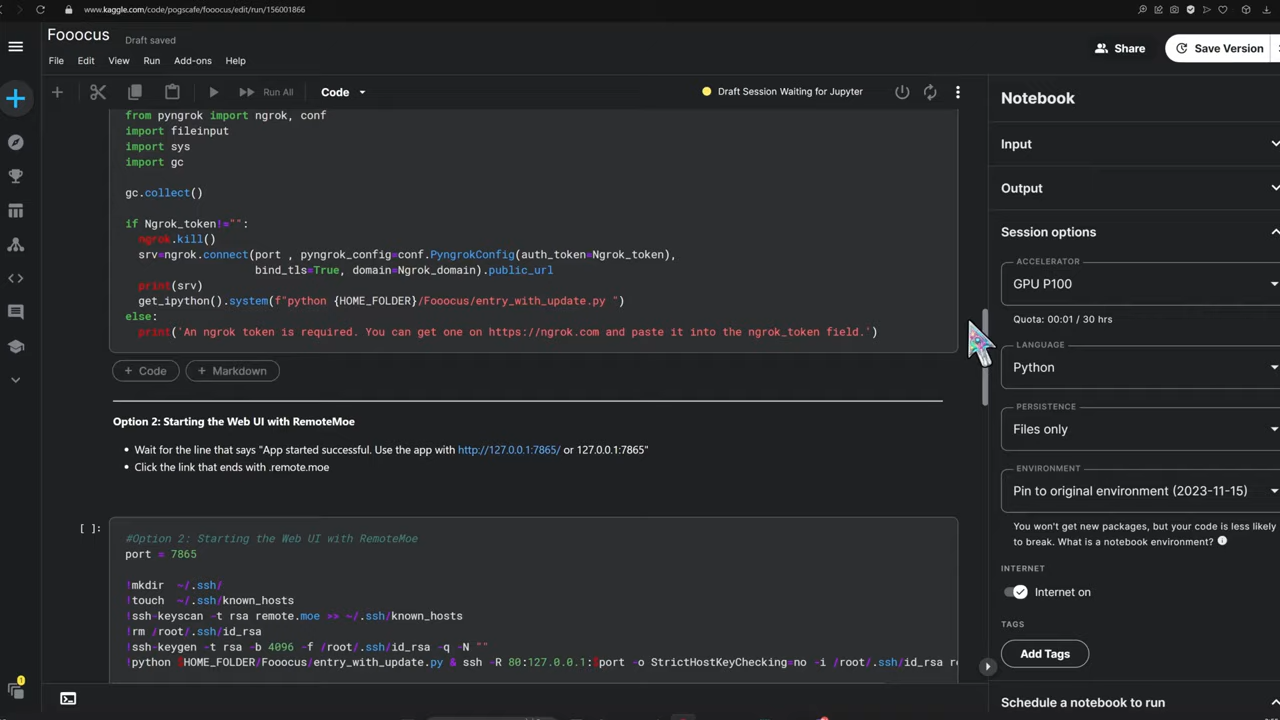 www.kaggle.com/code/pogscafe/fooocus/edit/run/156001866
Fooocus
Draft saved
Share
Save Version
File Edit View Run Add-ons Help
Run All
Code
Draft Session Waiting for Jupyter
Notebook
from pyngrok import ngrok, conf
import fileinput
import sys
import gc
gc.collect()
if Ngrok_token!="":
ngrok.kill()
srv=ngrok.connect(port , pyngrok_config=conf.PyngrokConfig(auth_token=Ngrok_token),
bind_tls=True, domain=Ngrok_domain).public_url
print(srv)
get_ipython().system(f"python {HOME_FOLDER}/Fooocus/entry_with_update.py ")
else:
print('An ngrok token is required. You can get one on https://ngrok.com and paste it into the ngrok_token field.')
+ Code
+ Markdown
Option 2: Starting the Web UI with RemoteMoe
• Wait for the line that says "App started successful. Use the app with http://127.0.0.1:7865/ or 127.0.0.1:7865"
• Click the link that ends with .remote.moe
[ ]:
#Option 2: Starting the Web UI with RemoteMoe
port = 7865
!mkdir ~/.ssh/
!touch ~/.ssh/known_hosts
!ssh-keyscan -t rsa remote.moe >> ~/.ssh/known_hosts
!rm /root/.ssh/id_rsa
!ssh-keygen -t rsa -b 4096 -f /root/.ssh/id_rsa -q -N ""
!python $HOME_FOLDER/Fooocus/entry_with_update.py & ssh -R 80:127.0.0.1:$port -o StrictHostKeyChecking=no -i /root/.ssh/id_rsa re
Input
Output
Session options
ACCELERATOR
GPU P100
Quota: 00:01 / 30 hrs
LANGUAGE
Python
PERSISTENCE
Files only
ENVIRONMENT
Pin to original environment (2023-11-15)
You won't get new packages, but your code is less likely
to break. What is a notebook environment?
INTERNET
Internet on
TAGS
Add Tags
Schedule a notebook to run
1